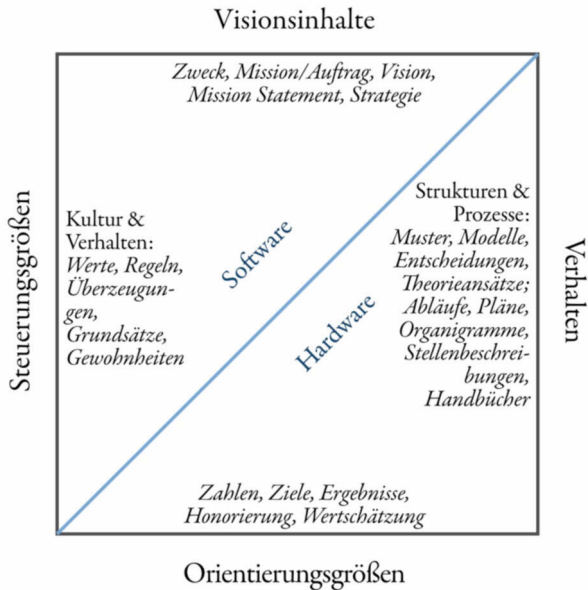 Visionsinhalte
Zweck, Mission/Auftrag, Vision,
Mission Statement, Strategie
Steuerungsgrößen
Kultur &
Verhalten:
Werte, Regeln,
Überzeugun-
gen,
Grundsätze,
Gewohnheiten
Software
Hardware
Strukturen &
Prozesse:
Muster, Modelle,
Entscheidungen,
Theorieansätze;
Abläufe, Pläne,
Organigramme,
Stellenbeschrei-
bungen,
Handbücher
Verhalten
Zahlen, Ziele, Ergebnisse,
Honorierung, Wertschätzung
Orientierungsgrößen